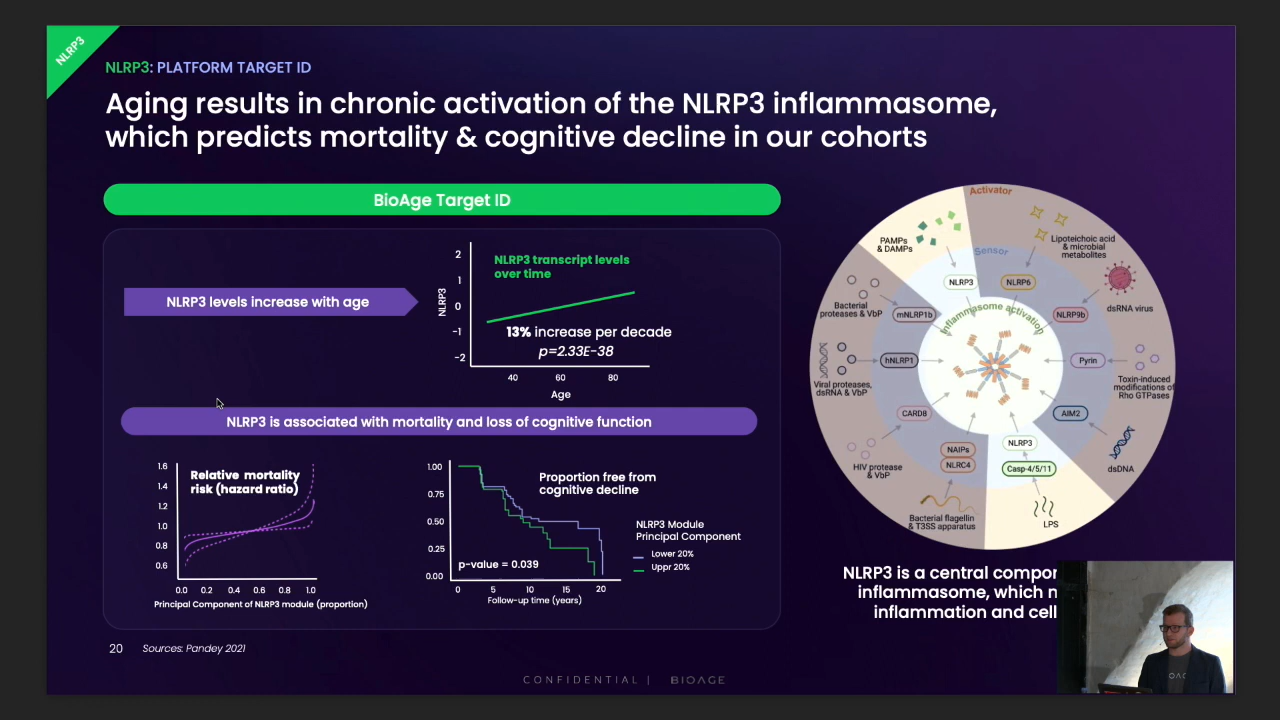 NLRP3
NLRP3: PLATFORM TARGET ID
Aging results in chronic activation of the NLRP3 inflammasome,
which predicts mortality & cognitive decline in our cohorts
BioAge Target ID
NLRP3 levels increase with age
NLRP3
2
1
0
−1
−2
NLRP3 transcript levels
over time
13% increase per decade
p=2.33E-38
40 60 80
Age
NLRP3 is associated with mortality and loss of cognitive function
1.6
1.4
1.2
1.0
0.8
0.6
Relative mortality
risk (hazard ratio)
0.0 0.2 0.4 0.6 0.8 1.0
Principal Component of NLRP3 module (proportion)
1.00
0.75
0.50
0.25
0.00
Proportion free from
cognitive decline
p-value = 0.039
0 5 10 15 20
Follow-up time (years)
NLRP3 Module
Principal Component
Lower 20%
Uppr 20%
Activator
PAMPs
& DAMPs
Lipoteichoic acid
& microbial
metabolites
Sensor
NLRP3
NLRP6
Bacterial
proteases & VbP
mNLRP1b
Inflammasome activation
NLRP9b
dsRNA virus
Viral proteases,
dsRNA & VbP
hNLRP1
Pyrin
Toxin-induced
modifications of
Rho GTPases
CARD8
AIM2
HIV protease
& VbP
NAIPs
NLRC4
NLRP3
Casp-4/5/11
dsDNA
Bacterial flagellin
& T3SS apparatus
LPS
NLRP3 is a central compo
inflammasome, which
inflammation and cell
20 Sources: Pandey 2021
CONFIDENTIAL | BIOAGE